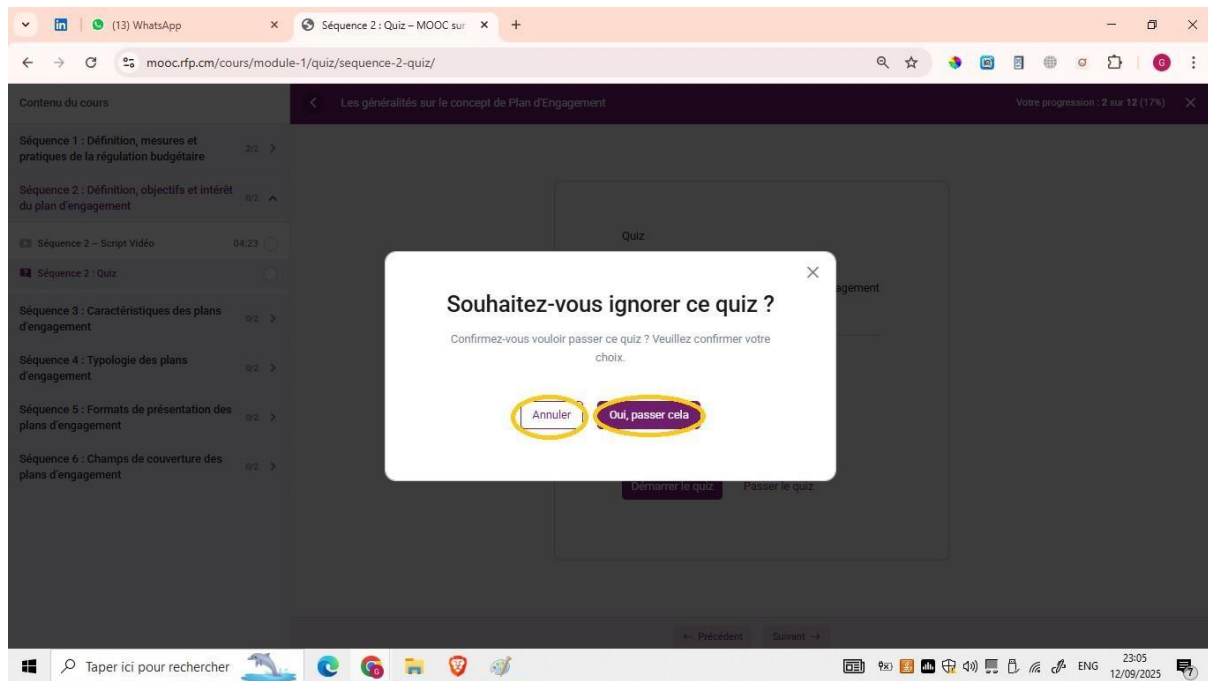 (13) WhatsApp
Séquence 2 : Quiz – MOOC sur
mooc.rfp.cm/cours/module-1/quiz/sequence-2-quiz/
G
Contenu du cours
Les généralités sur le concept de Plan d'Engagement
Votre progression : 2 sur 12 (17%)
Séquence 1 : Définition, mesures et
pratiques de la régulation budgétaire
2/2
Séquence 2 : Définition, objectifs et intérêt
du plan d'engagement
0/2
Séquence 2 – Script Vidéo
04:23
Séquence 2 : Quiz
Séquence 3 : Caractéristiques des plans
d'engagement
0/2
Séquence 4 : Typologie des plans
d'engagement
0/2
Séquence 5 : Formats de présentation des
plans d'engagement
0/2
Séquence 6 : Champs de couverture des
plans d'engagement
0/2
Quiz
agement
Souhaitez-vous ignorer ce quiz ?
Confirmez-vous vouloir passer ce quiz ? Veuillez confirmer votre
choix.
Annuler
Oui, passer cela
Démarrer le quiz
Passer le quiz
← Précédent
Suivant →
Taper ici pour rechercher
ENG
23:05
12/09/2025